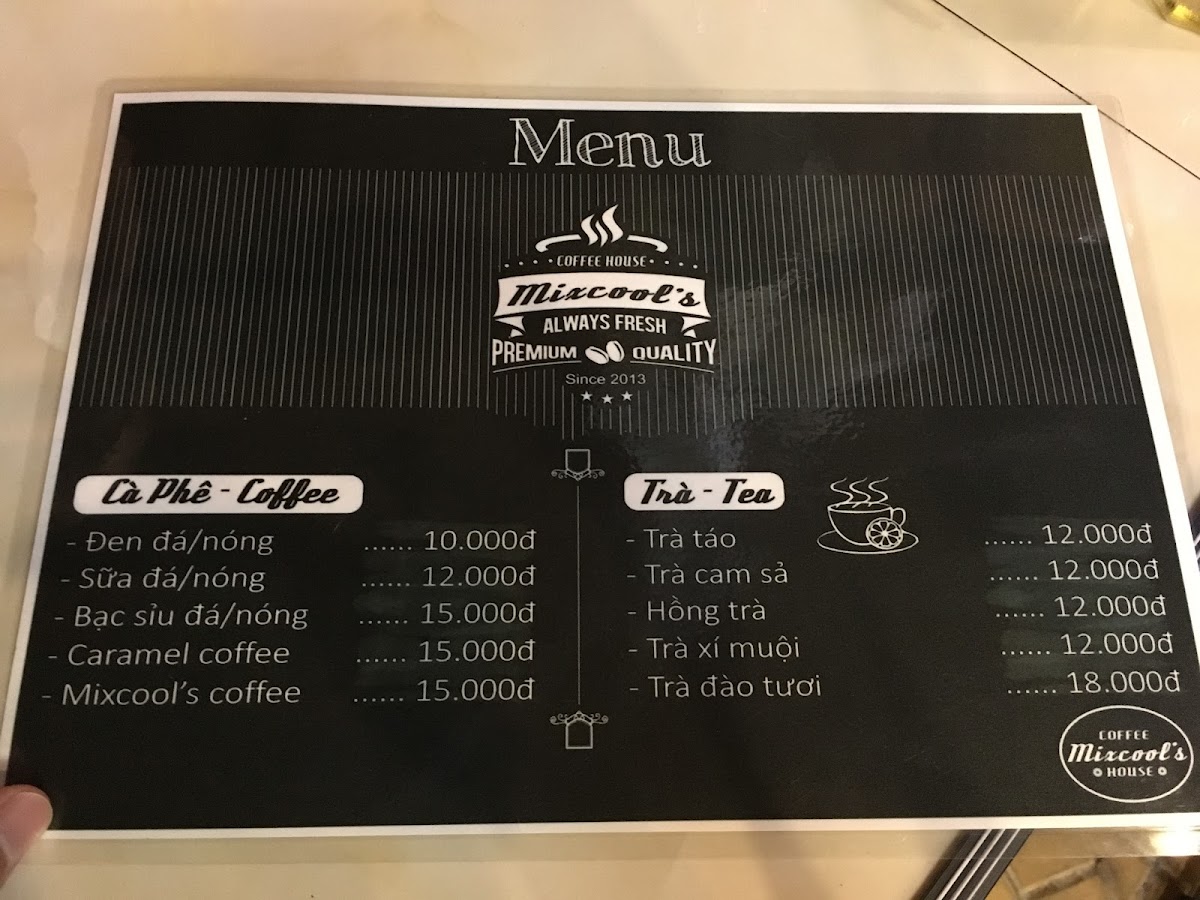 Menu
COFFEE HOUSE
Mixcool's
ALWAYS FRESH
PREMIUM QUALITY
Since 2013
Cà Phê - Coffee
- Đen đá/nóng ...... 10.000đ
- Sữa đá/nóng ...... 12.000đ
- Bạc sỉu đá/nóng ...... 15.000đ
- Caramel coffee ...... 15.000đ
- Mixcool's coffee ...... 15.000đ
Trà - Tea
- Trà táo ...... 12.000đ
- Trà cam sả ...... 12.000đ
- Hồng trà ...... 12.000đ
- Trà xí muội ...... 12.000đ
- Trà đào tươi ...... 18.000đ
COFFEE
Mixcool's
HOUSE